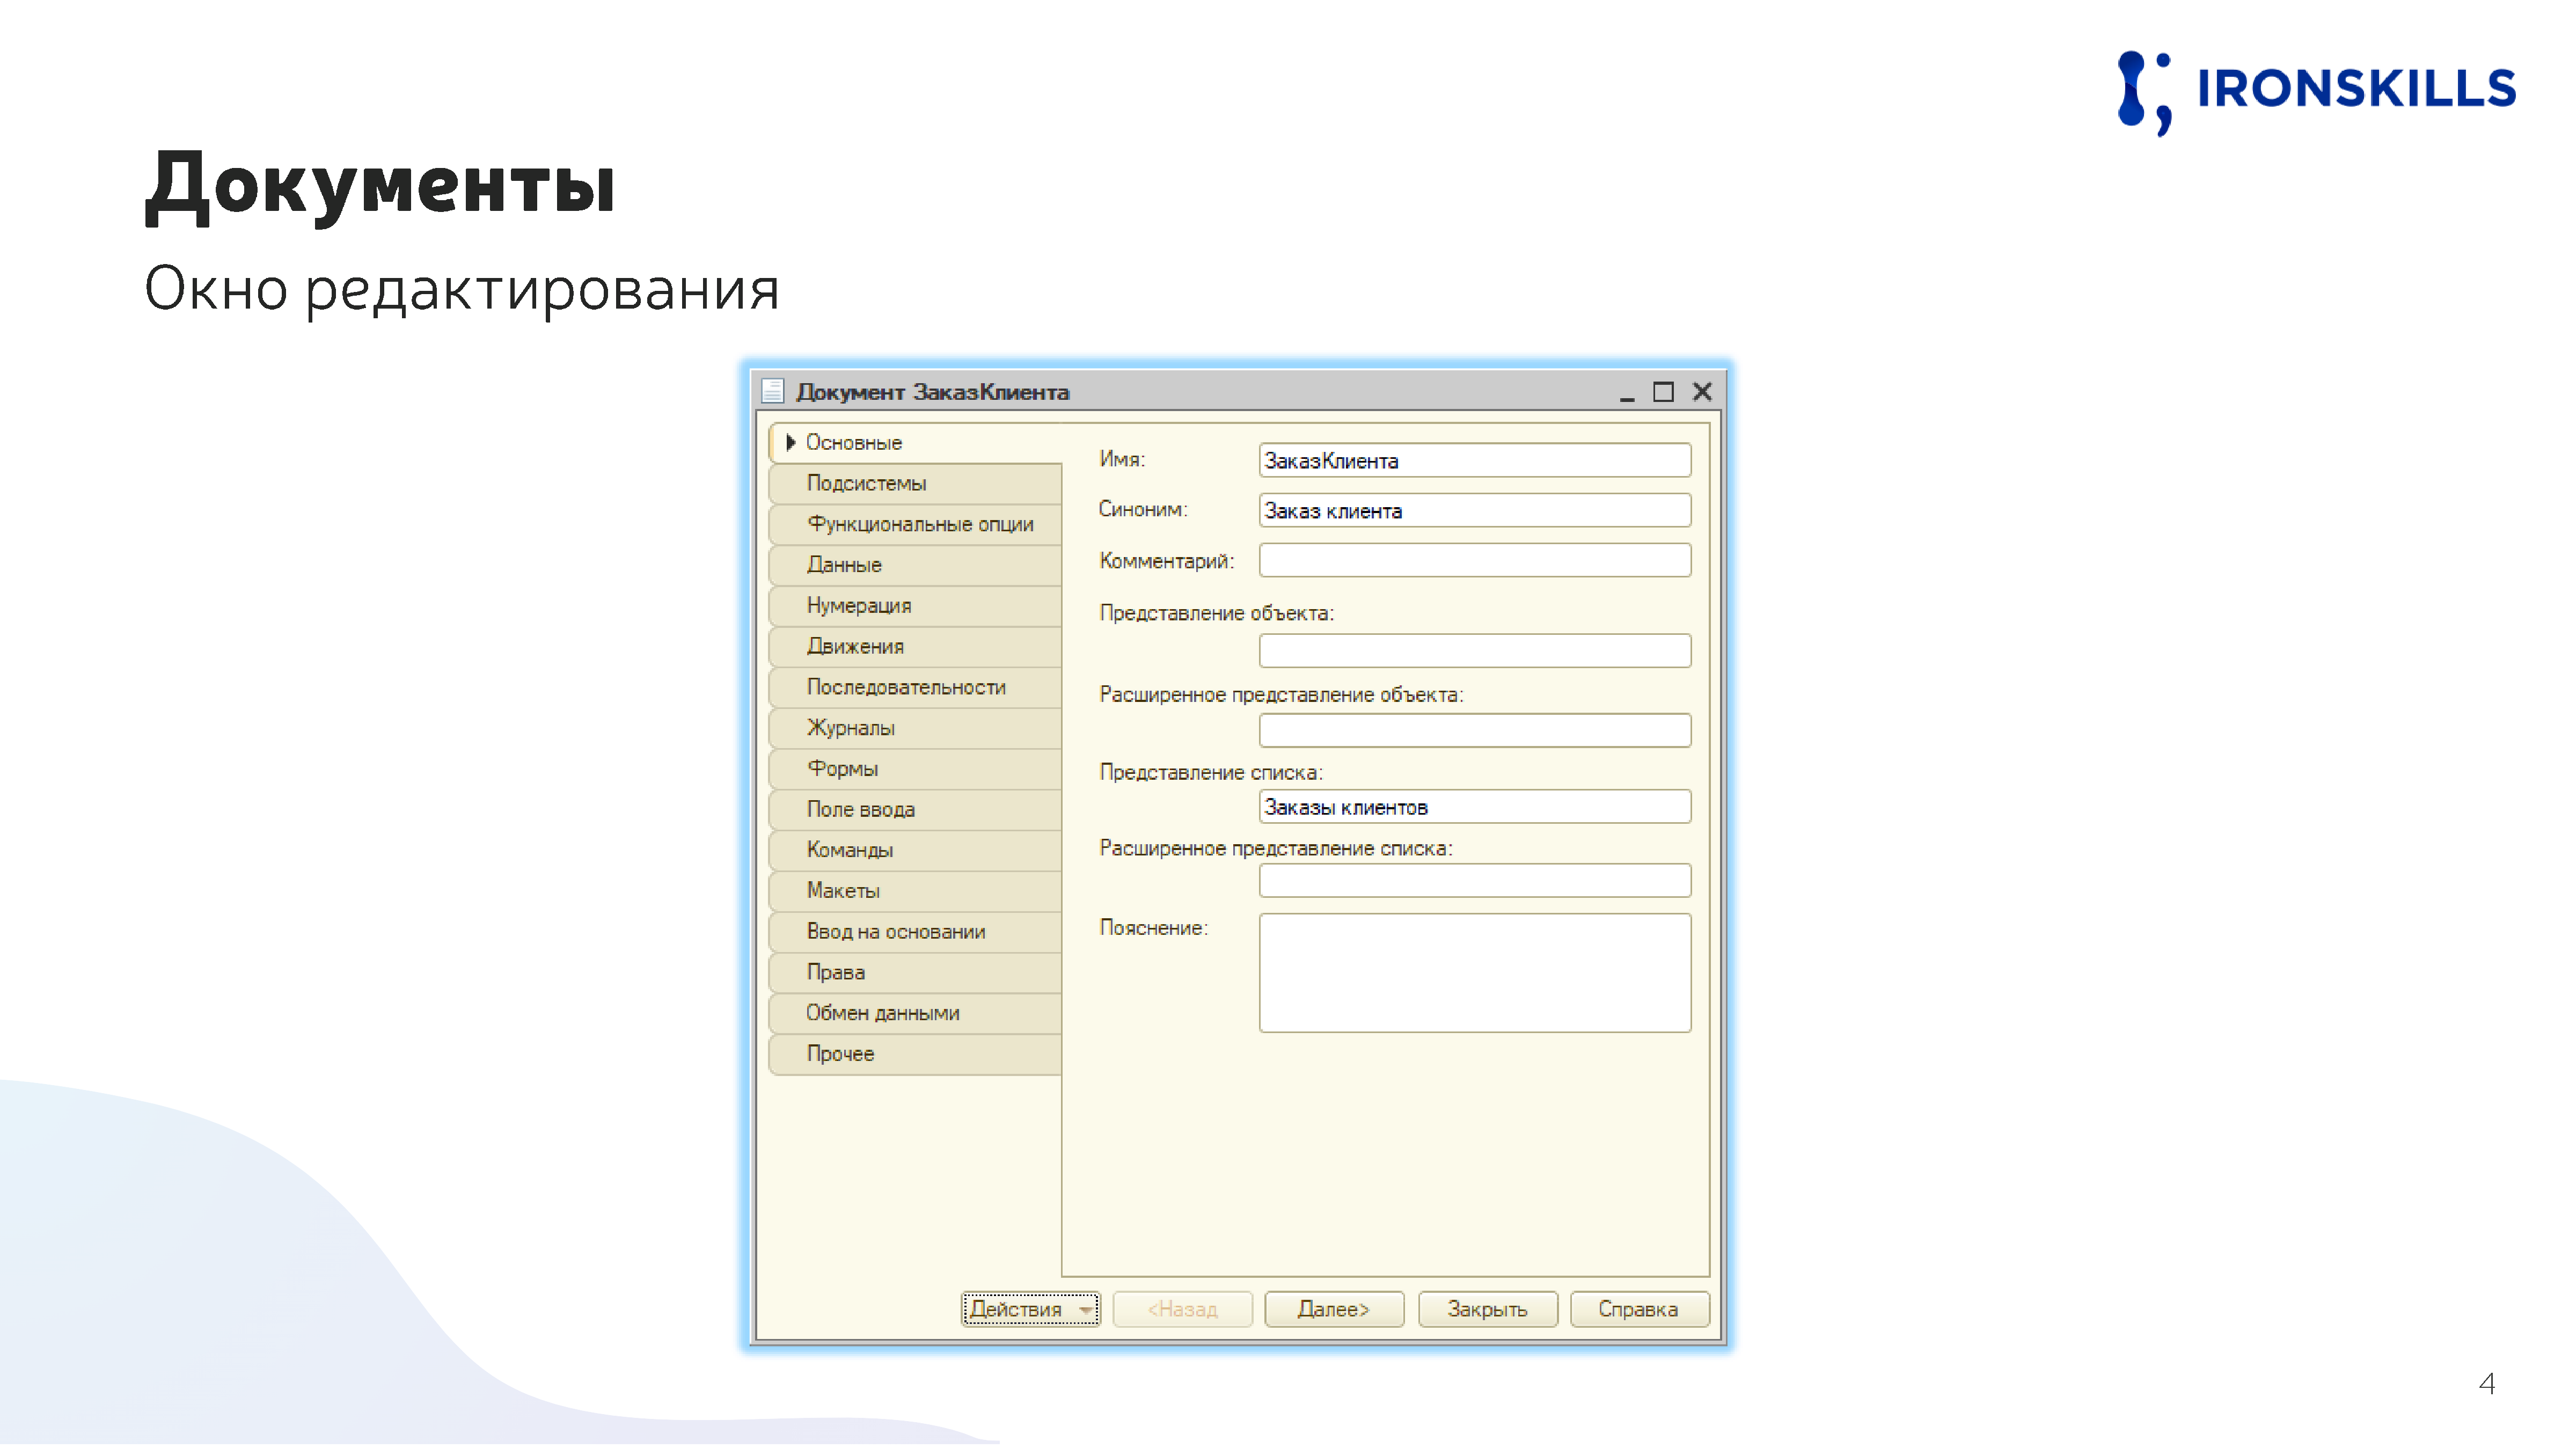 IRONSKILLS
Документы
Окно редактирования
Документ ЗаказКлиента
Основные
Подсистемы
Функциональные опции
Данные
Нумерация
Движения
Последовательности
Журналы
Формы
Поле ввода
Команды
Макеты
Ввод на основании
Права
Обмен данными
Прочее
Имя: ЗаказКлиента
Синоним: Заказ клиента
Комментарий:
Представление объекта:
Расширенное представление объекта:
Представление списка:
Заказы клиентов
Расширенное представление списка:
Пояснение:
Действия <Назад Далее> Закрыть Справка
4